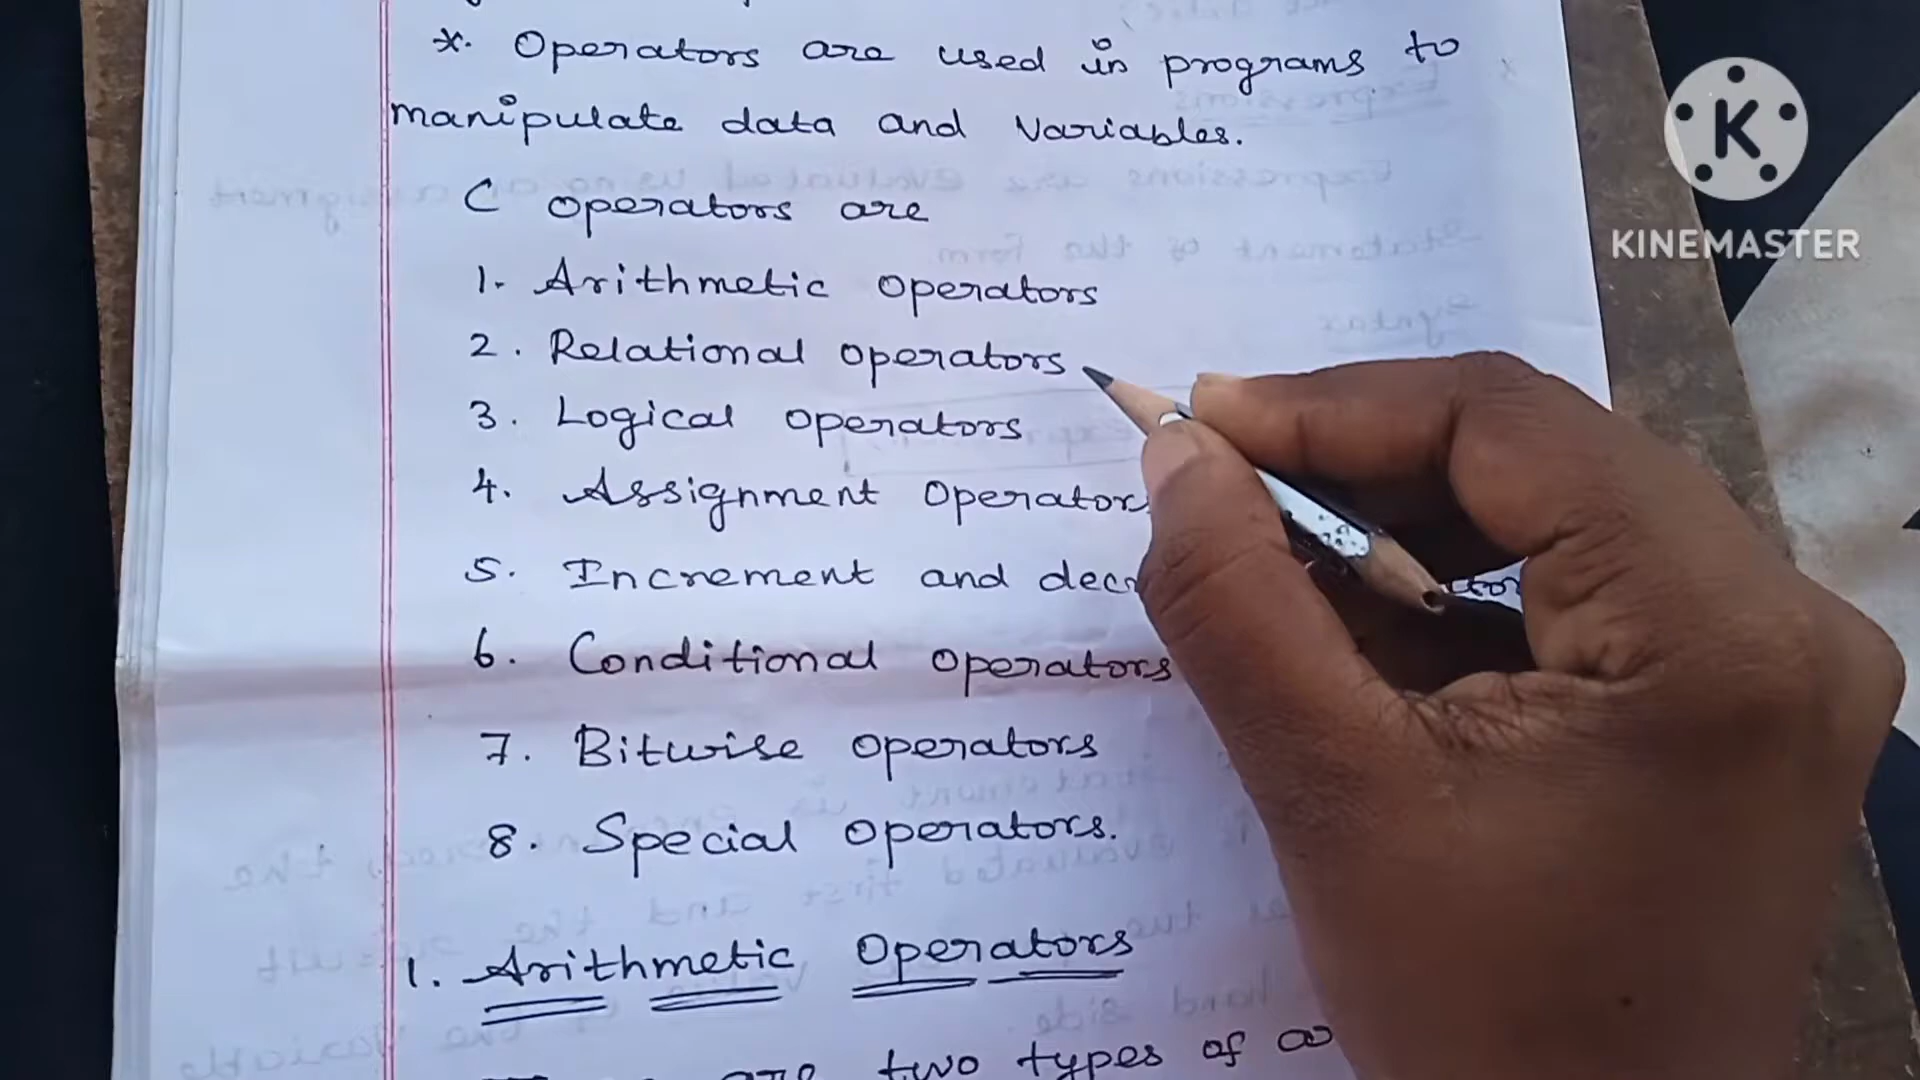 *. Operators are used in programs to
manipulate data and variables.
C operators are
1. Arithmetic operators
2. Relational operators
3. Logical operators
4. Assignment operators
5. Increment and
6. Conditional operators
7. Bitwise operators
8. Special operators.
1. Arithmetic Operators
are two types of
KINEMASTER